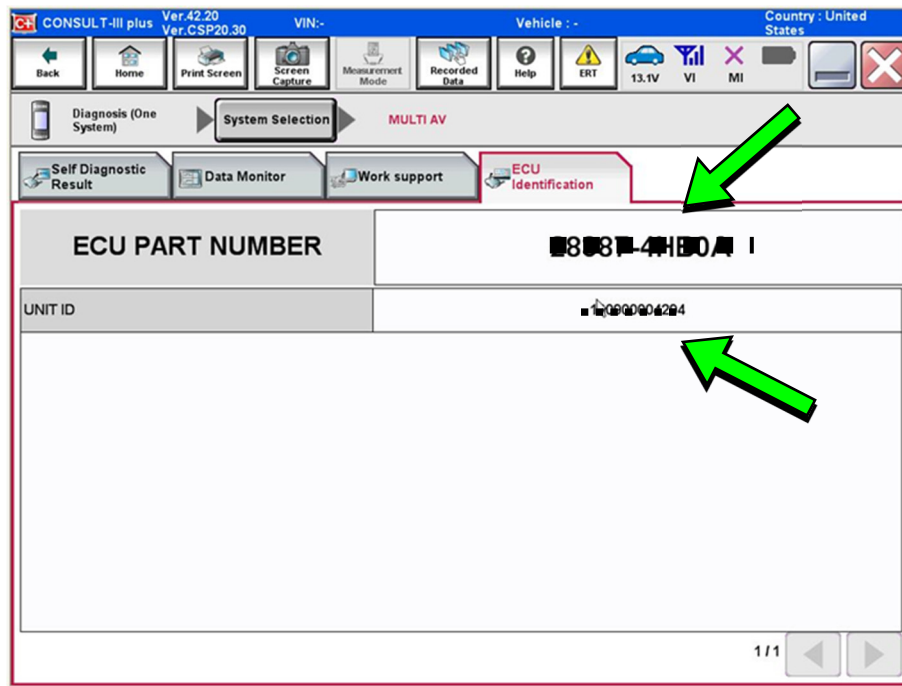 CONSULT-III plus Ver.42.20 VIN:- Vehicle : - Country : United
Ver.CSP20.30 States
Back Home Print Screen Screen Capture Measurement Mode Recorded Data Help ERT 13.1V VI MI
Diagnosis (One System) System Selection MULTI AV
Self Diagnostic Result Data Monitor Work support ECU Identification
ECU PART NUMBER
UNIT ID
1/1